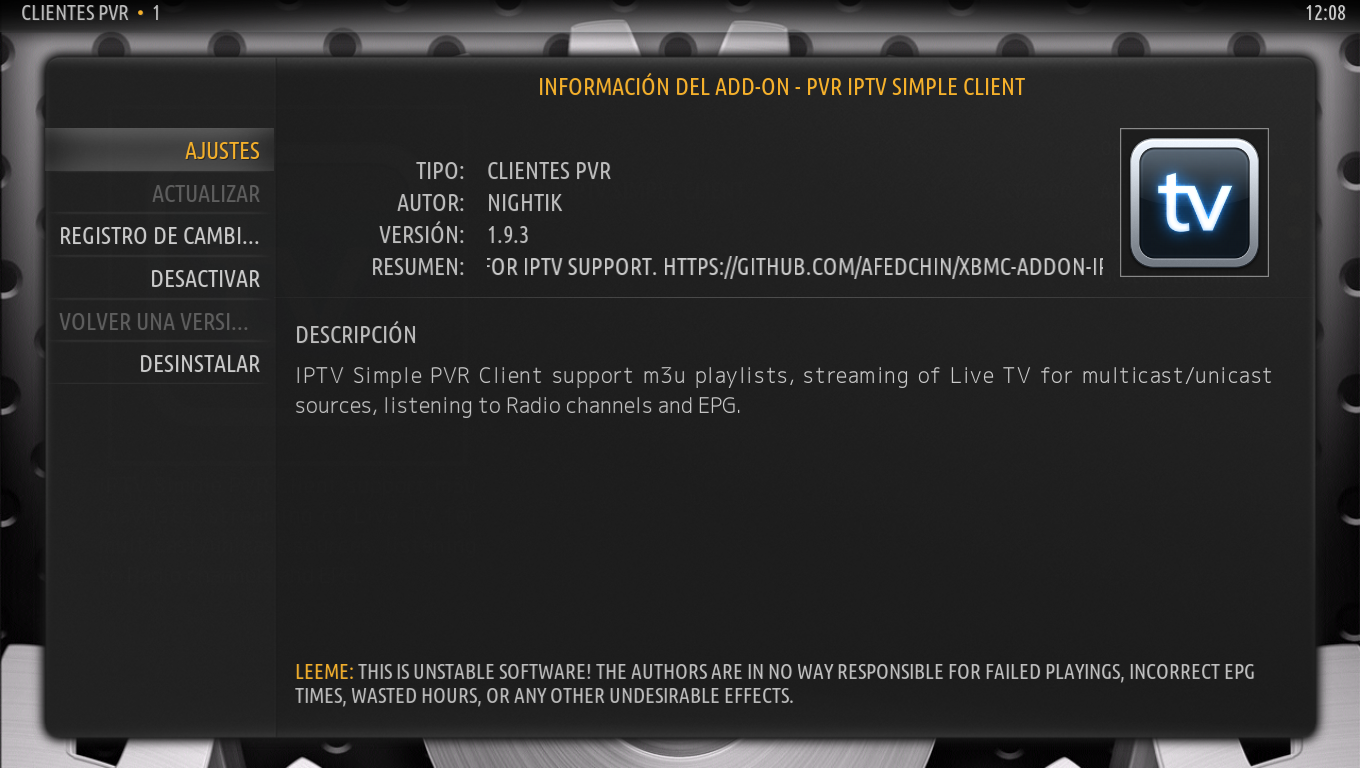 CLIENTES PVR • 1
12:08
INFORMACIÓN DEL ADD-ON - PVR IPTV SIMPLE CLIENT
AJUSTES
ACTUALIZAR
REGISTRO DE CAMBI...
DESACTIVAR
VOLVER UNA VERSI...
DESINSTALAR
TIPO: CLIENTES PVR
AUTOR: NIGHTIK
VERSIÓN: 1.9.3
RESUMEN: FOR IPTV SUPPORT. HTTPS://GITHUB.COM/AFEDCHIN/XBMC-ADDON-I
tv
DESCRIPCIÓN
IPTV Simple PVR Client support m3u playlists, streaming of Live TV for multicast/unicast
sources, listening to Radio channels and EPG.
LEEME: THIS IS UNSTABLE SOFTWARE! THE AUTHORS ARE IN NO WAY RESPONSIBLE FOR FAILED PLAYINGS, INCORRECT EPG
TIMES, WASTED HOURS, OR ANY OTHER UNDESIRABLE EFFECTS.